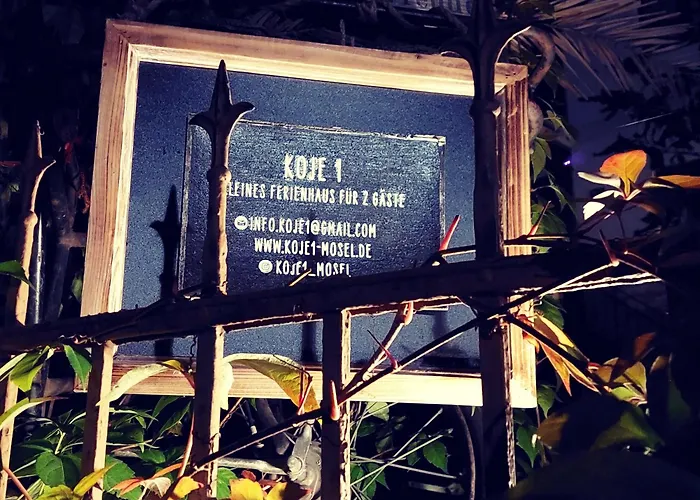 KOJE 1
LEINES FERIENHAUS FÜR 2 GÄSTE
INFO.KOJE1@GMAIL.COM
WWW.KOJE1-MOSEL.DE
KOJE1_MOSEL